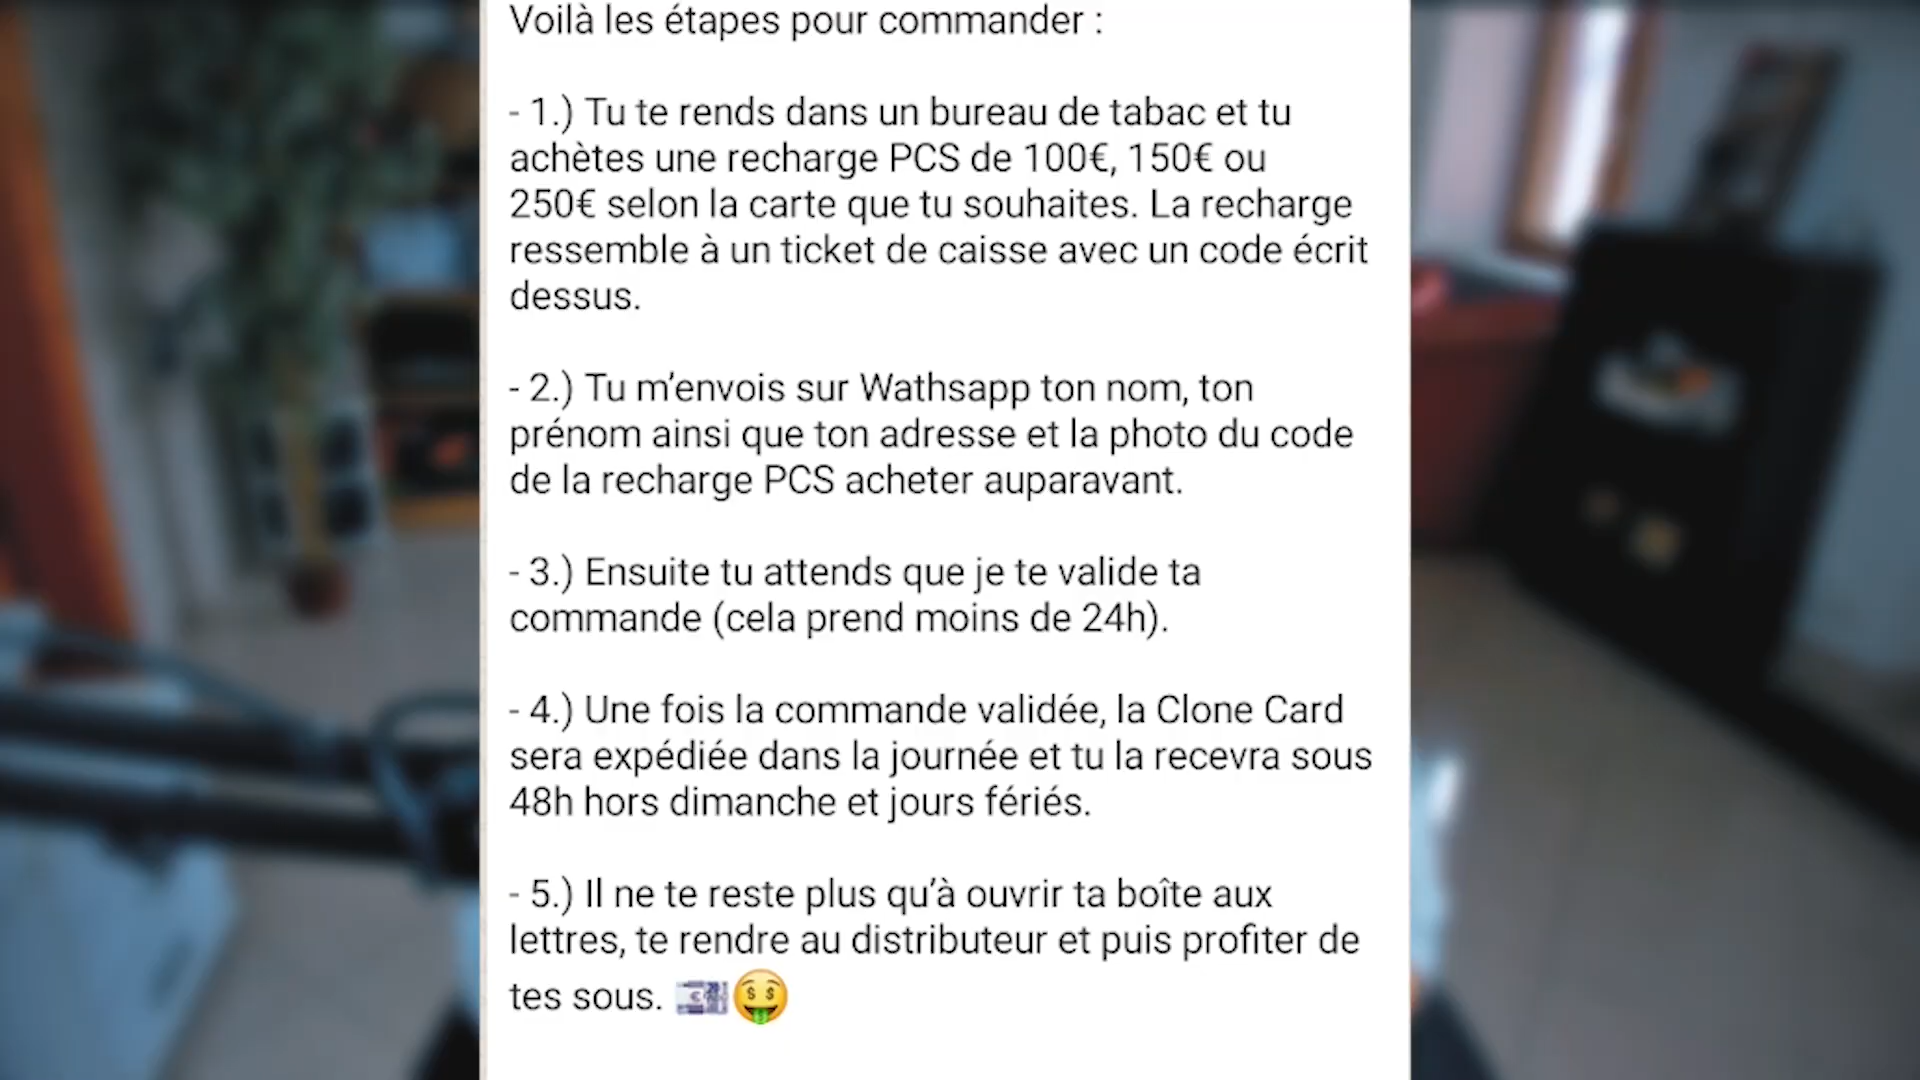 Voilà les étapes pour commander :
- 1.) Tu te rends dans un bureau de tabac et tu
achètes une recharge PCS de 100€, 150€ ou
250€ selon la carte que tu souhaites. La recharge
ressemble à un ticket de caisse avec un code écrit
dessus.
- 2.) Tu m’envois sur Wathsapp ton nom, ton
prénom ainsi que ton adresse et la photo du code
de la recharge PCS acheter auparavant.
- 3.) Ensuite tu attends que je te valide ta
commande (cela prend moins de 24h).
- 4.) Une fois la commande validée, la Clone Card
sera expédiée dans la journée et tu la recevra sous
48h hors dimanche et jours fériés.
- 5.) Il ne te reste plus qu’à ouvrir ta boîte aux
lettres, te rendre au distributeur et puis profiter de
tes sous. 💶🤑